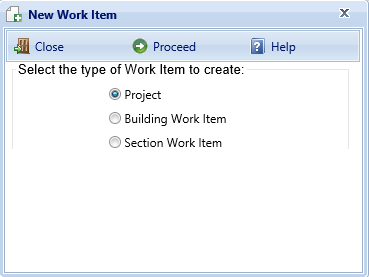 New Work Item
Close Proceed Help
Select the type of Work Item to create:
Project
Building Work Item
Section Work Item